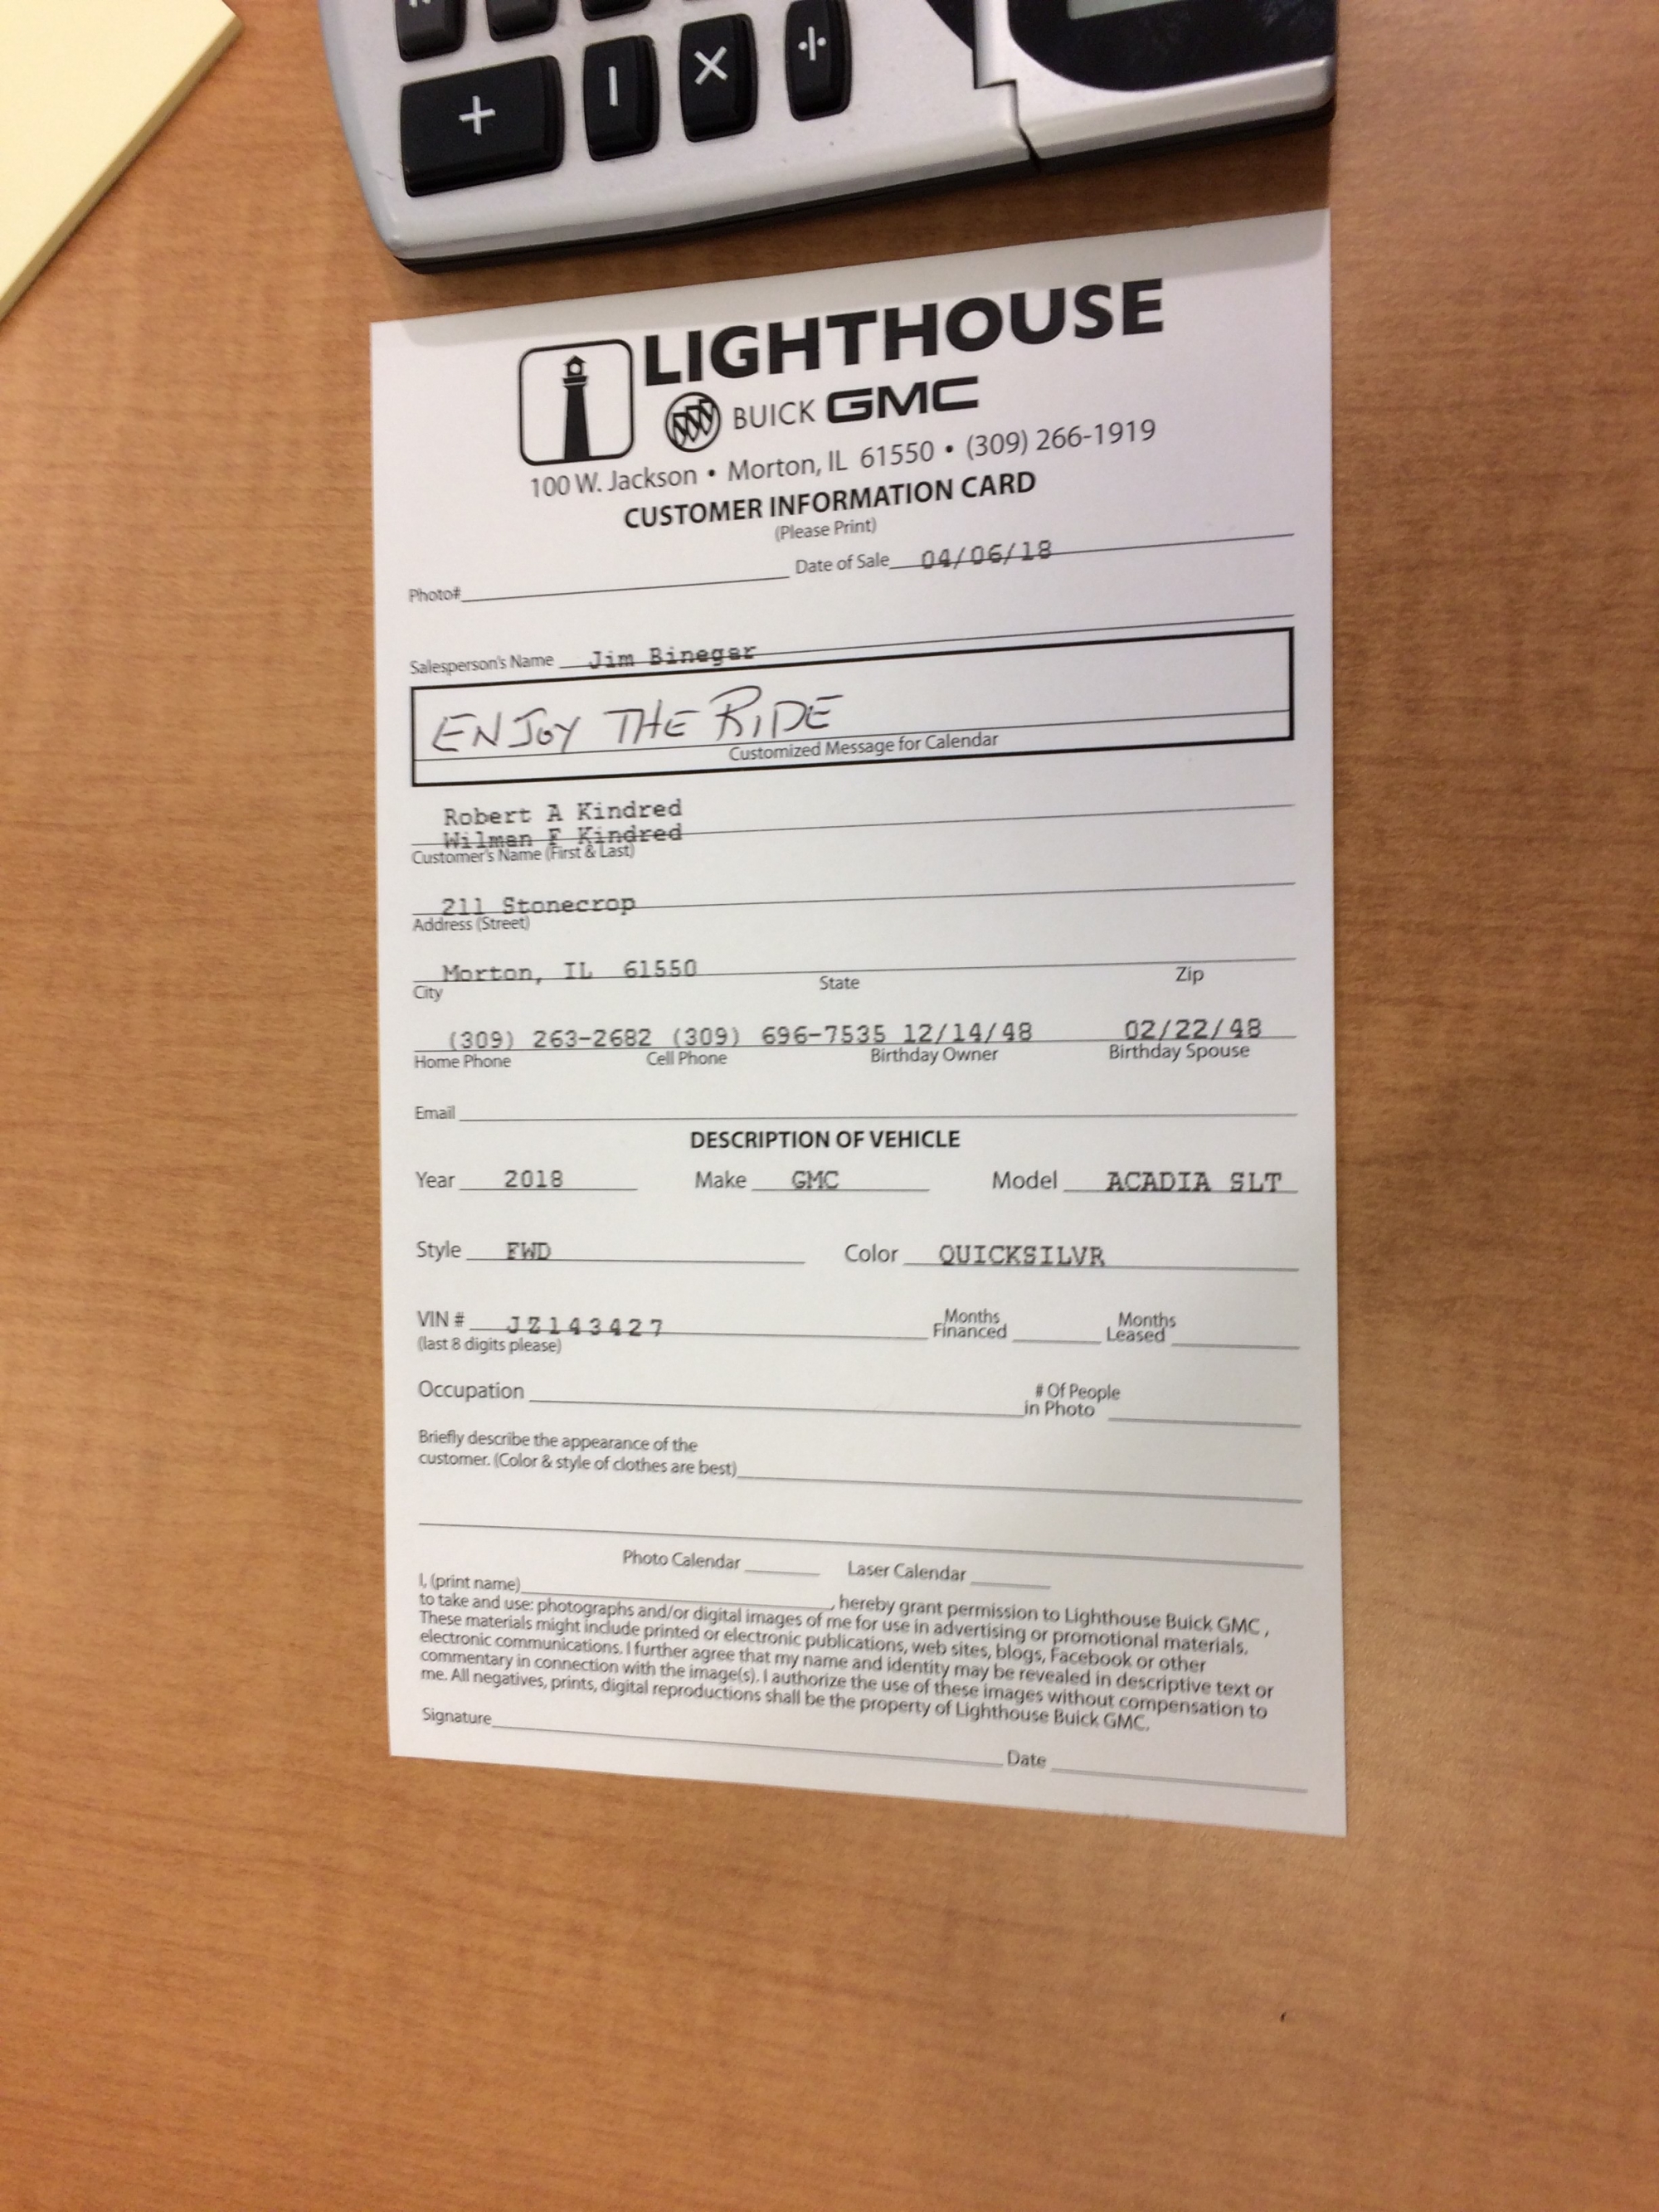 + − × ÷
LIGHTHOUSE
BUICK GMC
100 W. Jackson • Morton, IL 61550 • (309) 266-1919
CUSTOMER INFORMATION CARD
(Please Print)
Photo# Date of Sale 04/06/18
Salesperson's Name Jim Binegar
ENJOY THE RIDE
Customized Message for Calendar
Robert A Kindred
Wilman F Kindred
Customer's Name (First & Last)
211 Stonecrop
Address (Street)
Morton, IL 61550
City State Zip
(309) 263-2682 (309) 696-7535 12/14/48 02/22/48
Home Phone Cell Phone Birthday Owner Birthday Spouse
Email
DESCRIPTION OF VEHICLE
Year 2018 Make GMC Model ACADIA SLT
Style FWD Color QUICKSILVR
VIN # JZ143427 Months Financed Months Leased
(last 8 digits please)
Occupation # Of People in Photo
Briefly describe the appearance of the
customer. (Color & style of clothes are best)
Photo Calendar Laser Calendar
I, (print name) , hereby grant permission to Lighthouse Buick GMC ,
to take and use: photographs and/or digital images of me for use in advertising or promotional materials.
These materials might include printed or electronic publications, web sites, blogs, Facebook or other
electronic communications. I further agree that my name and identity may be revealed in descriptive text or
commentary in connection with the image(s). I authorize the use of these images without compensation to
me. All negatives, prints, digital reproductions shall be the property of Lighthouse Buick GMC.
Signature Date